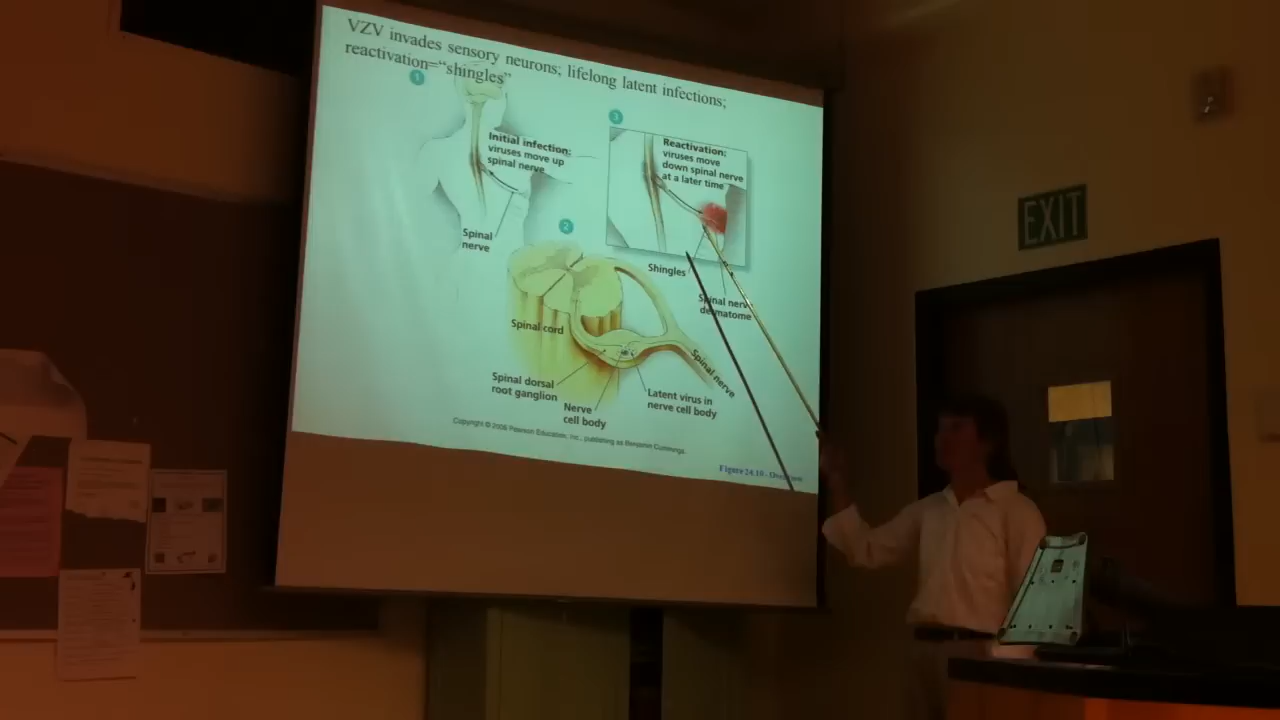 VZV invades sensory neurons; lifelong latent infections;
reactivation="shingles"
1
Initial infection:
viruses move up
spinal nerve
Spinal
nerve
3
Reactivation:
viruses move
down spinal nerve
at a later time
Shingles
Spinal nerve
dermatome
2
Spinal cord
Spinal dorsal
root ganglion
Nerve
cell body
Latent virus in
nerve cell body
Spinal nerve
Copyright © 2006 Pearson Education, Inc., publishing as Benjamin Cummings.
Figure 24.10 -
EXIT